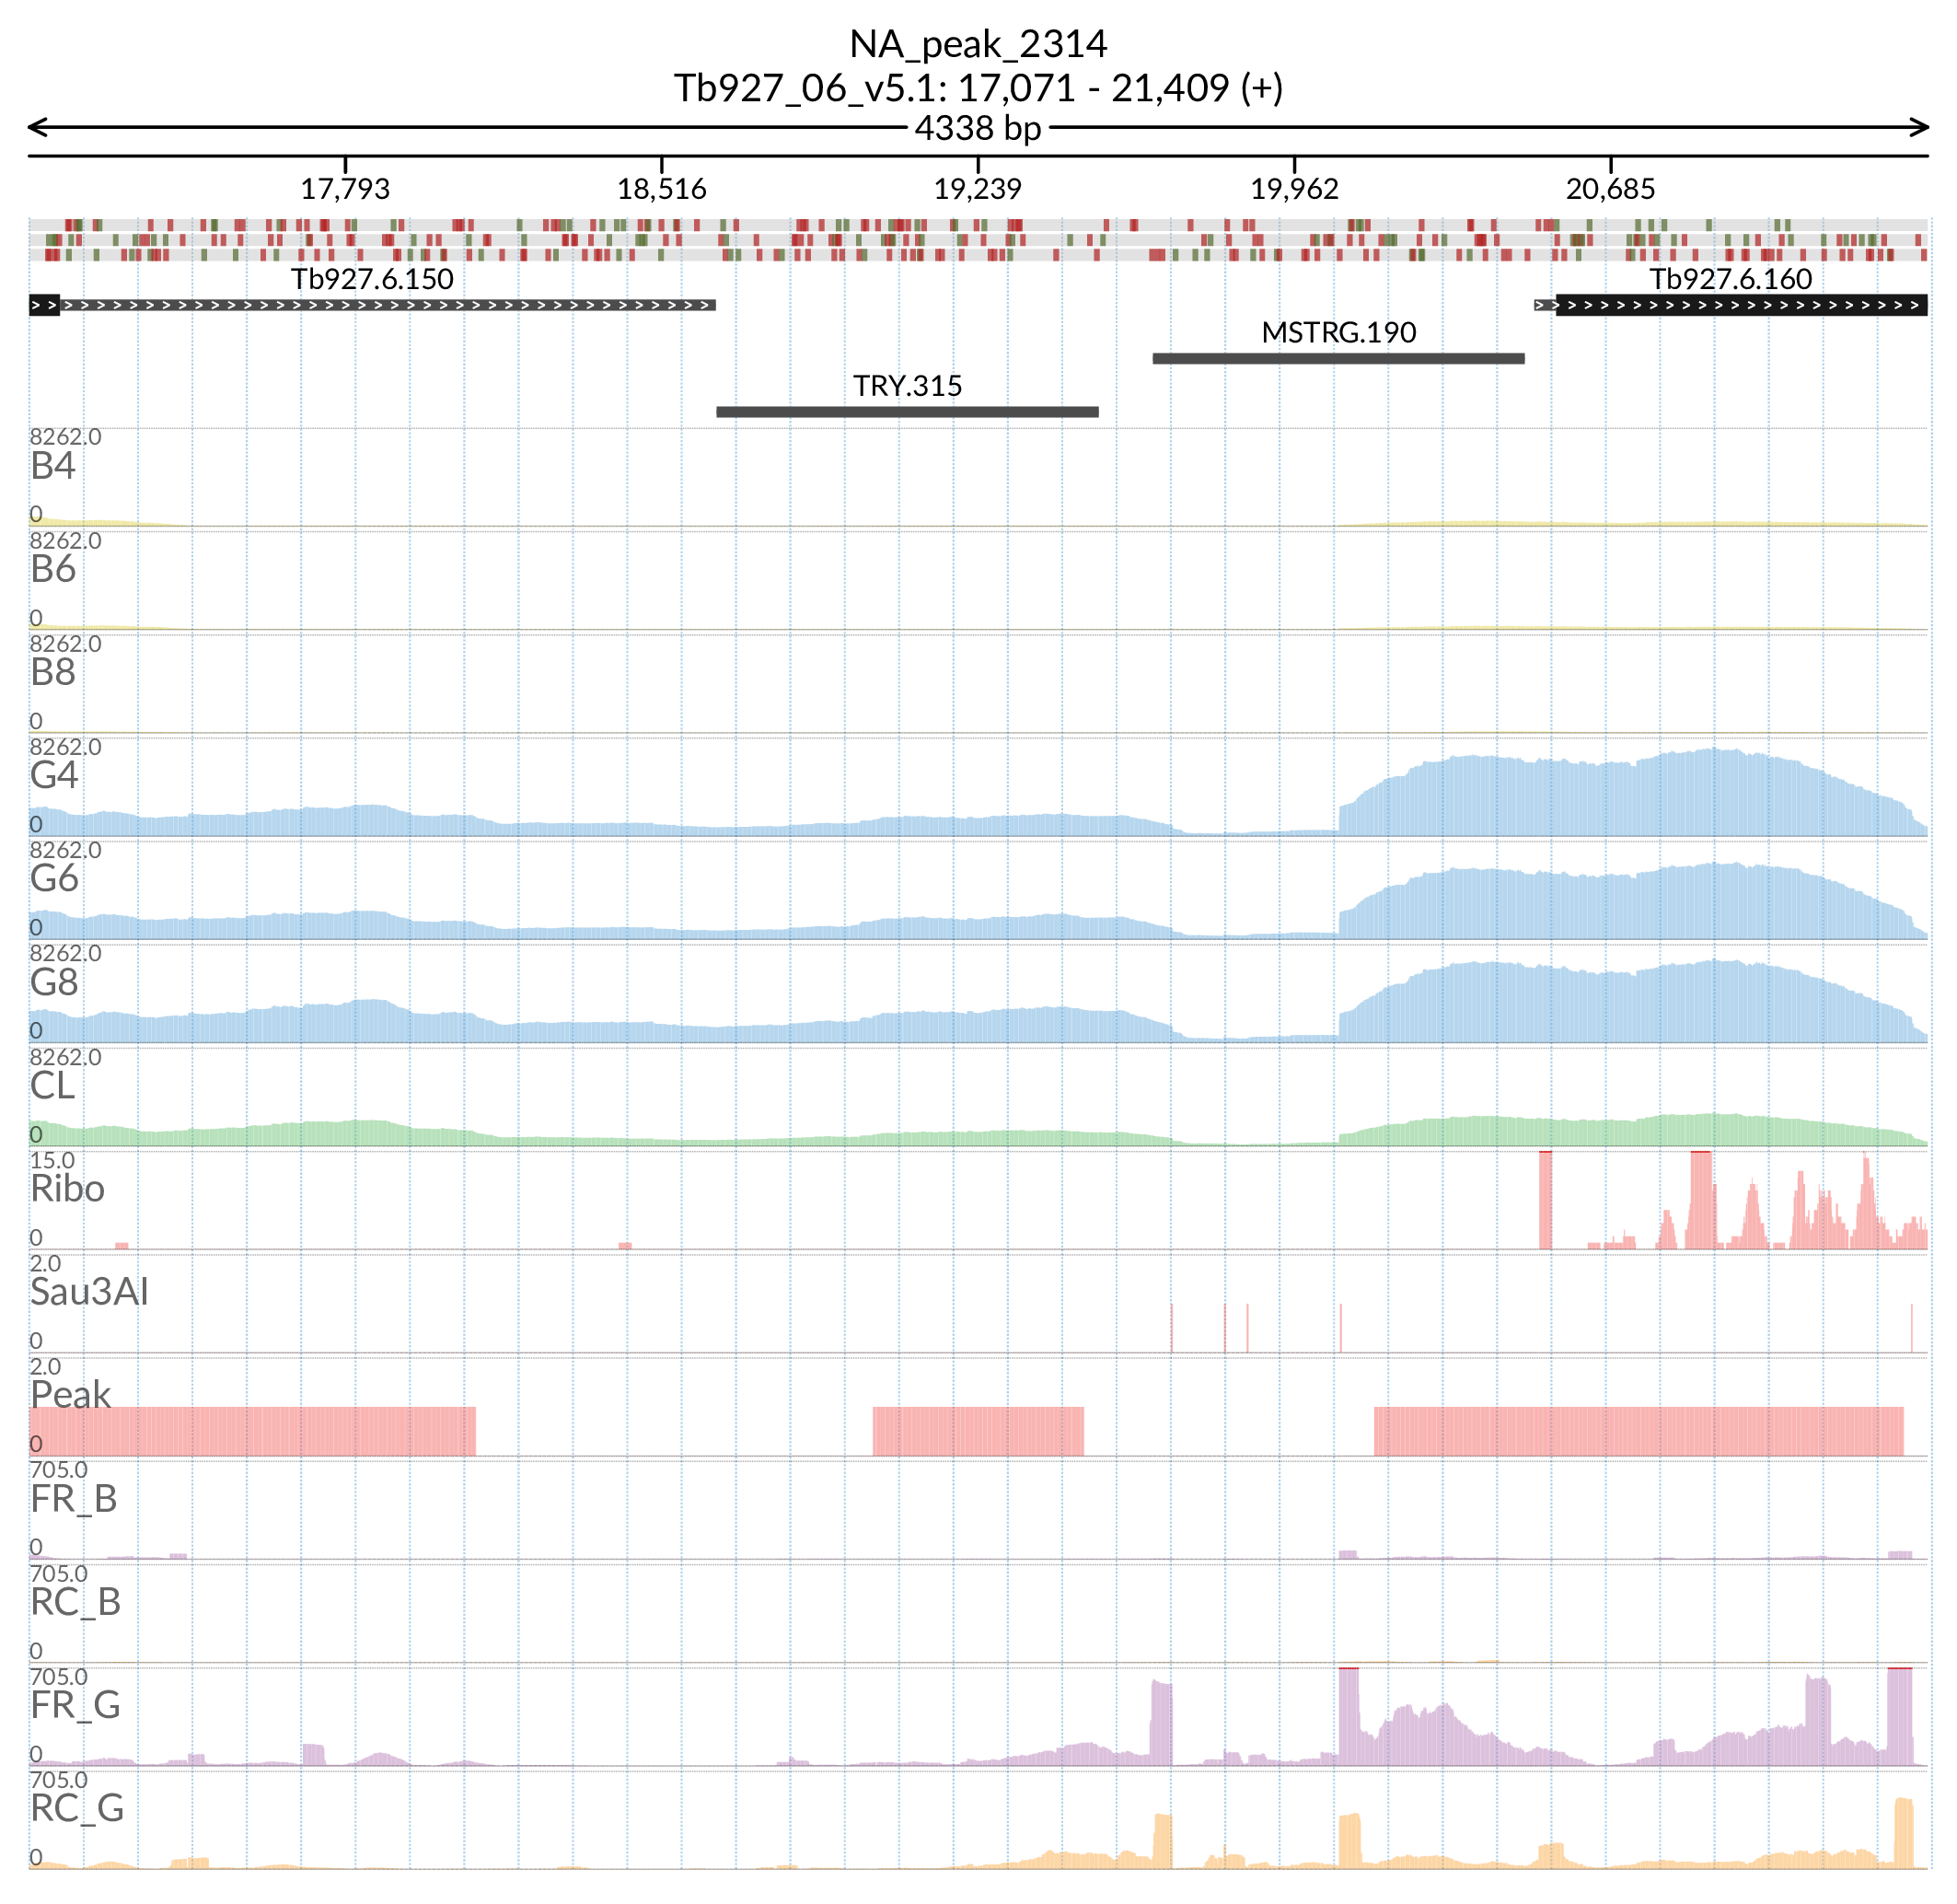 NA_peak_2314
Tb927_06_v5.1: 17,071 - 21,409 (+)
4338 bp
17,793 18,516 19,239 19,962 20,685
Tb927.6.150 Tb927.6.160
MSTRG.190
TRY.315
8262.0
B4
0
8262.0
B6
0
8262.0
B8
0
8262.0
G4
0
8262.0
G6
0
8262.0
G8
0
8262.0
CL
0
15.0
Ribo
0
2.0
Sau3AI
0
2.0
Peak
0
705.0
FR_B
0
705.0
RC_B
0
705.0
FR_G
0
705.0
RC_G
0